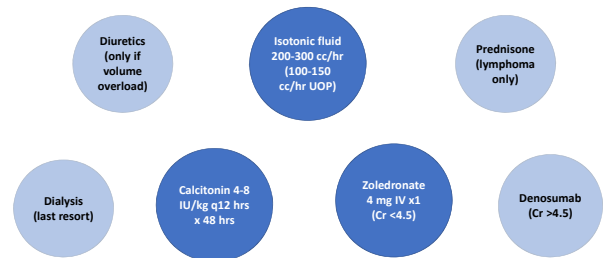 Diuretics
(only if
volume
overload)
Isotonic fluid
200-300 cc/hr
(100-150
cc/hr UOP)
Prednisone
(lymphoma
only)
Dialysis
(last resort)
Calcitonin 4-8
IU/kg q12 hrs
x 48 hrs
Zoledronate
4 mg IV x1
(Cr <4.5)
Denosumab
(Cr >4.5)